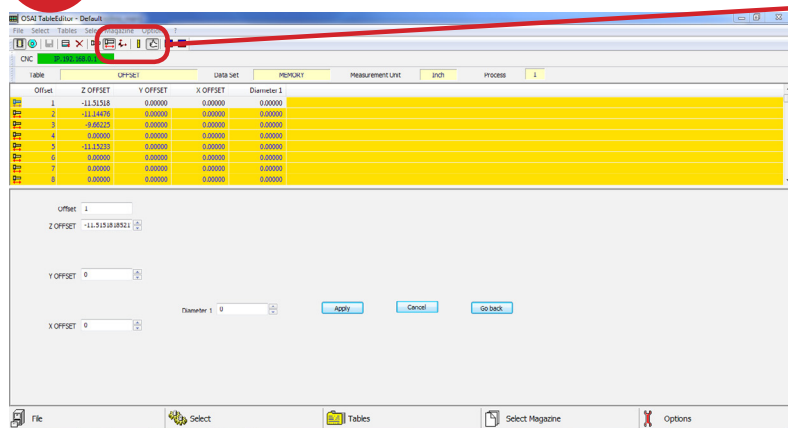 OSAI TableEditor - Default
File Select Tables Select Magazine Options ?
CNC IP:192.168.0.1
Table OFFSET Data Set MEMORY Measurement Unit Inch Process 1
Offset Z OFFSET Y OFFSET X OFFSET Diameter 1
1 -11.51518 0.00000 0.00000 0.00000
2 -11.14476 0.00000 0.00000 0.00000
3 -9.66225 0.00000 0.00000 0.00000
4 0.00000 0.00000 0.00000 0.00000
5 -11.15233 0.00000 0.00000 0.00000
6 0.00000 0.00000 0.00000 0.00000
7 0.00000 0.00000 0.00000 0.00000
8 0.00000 0.00000 0.00000 0.00000
Offset 1
Z OFFSET -11.5151818521
Y OFFSET 0
Diameter 1 0 Apply Cancel Go back
X OFFSET 0
File Select Tables Select Magazine Options